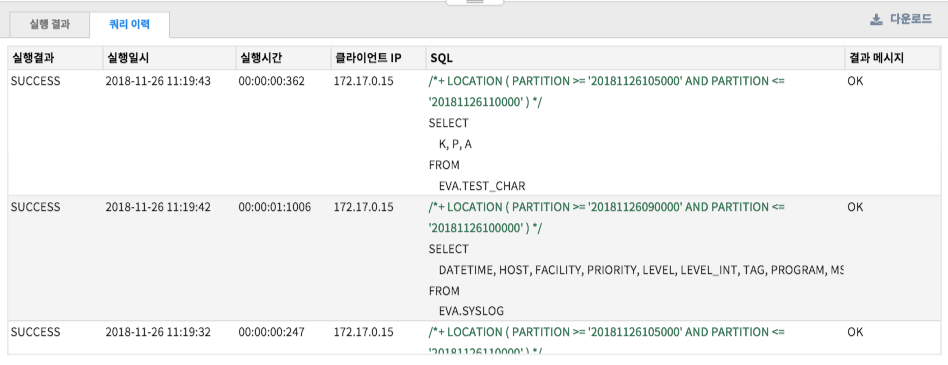 실행 결과 쿼리 이력 다운로드
실행결과 실행일시 실행시간 클라이언트 IP SQL 결과 메시지
SUCCESS 2018-11-26 11:19:43 00:00:00:362 172.17.0.15 /*+ LOCATION ( PARTITION >= '20181126105000' AND PARTITION <= OK
'20181126110000' ) */
SELECT
K, P, A
FROM
EVA.TEST_CHAR
SUCCESS 2018-11-26 11:19:42 00:00:01:1006 172.17.0.15 /*+ LOCATION ( PARTITION >= '20181126090000' AND PARTITION <= OK
'20181126100000' ) */
SELECT
DATETIME, HOST, FACILITY, PRIORITY, LEVEL, LEVEL_INT, TAG, PROGRAM, MS
FROM
EVA.SYSLOG
SUCCESS 2018-11-26 11:19:32 00:00:00:247 172.17.0.15 /*+ LOCATION ( PARTITION >= '20181126105000' AND PARTITION <= OK
'20181126110000' ) */